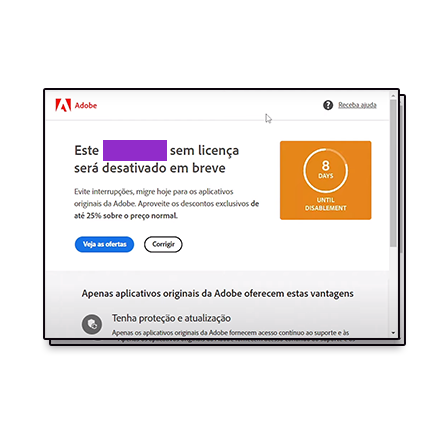 Adobe
? Receba ajuda
Este sem licença
será desativado em breve
Evite interrupções, migre hoje para os aplicativos
originais da Adobe. Aproveite os descontos exclusivos de
até 25% sobre o preço normal.
Veja as ofertas
Corrigir
8
DAYS
UNTIL
DISABLEMENT
Apenas aplicativos originais da Adobe oferecem estas vantagens
Tenha proteção e atualização
Apenas os aplicativos originais da Adobe fornecem acesso contínuo ao suporte e às